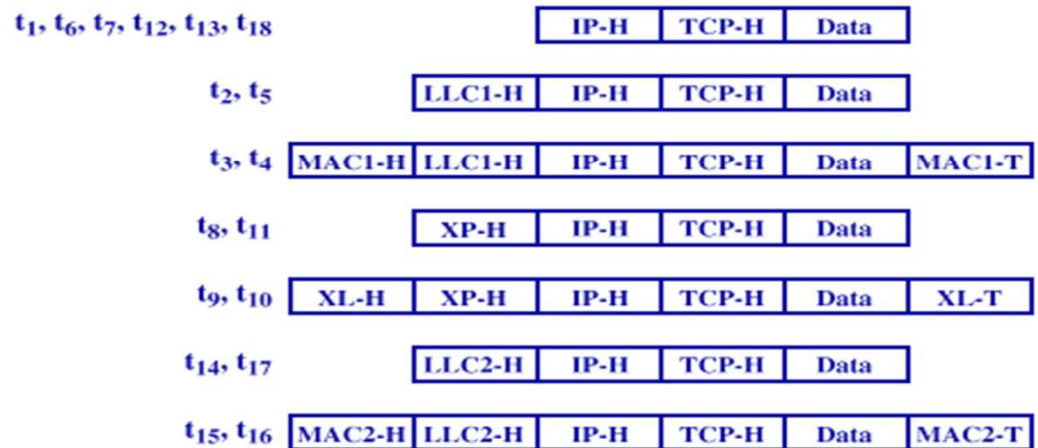 t₁, t₆, t₇, t₁₂, t₁₃, t₁₈ IP-H TCP-H Data
t₂, t₅ LLC1-H IP-H TCP-H Data
t₃, t₄ MAC1-H LLC1-H IP-H TCP-H Data MAC1-T
t₈, t₁₁ XP-H IP-H TCP-H Data
t₉, t₁₀ XL-H XP-H IP-H TCP-H Data XL-T
t₁₄, t₁₇ LLC2-H IP-H TCP-H Data
t₁₅, t₁₆ MAC2-H LLC2-H IP-H TCP-H Data MAC2-T